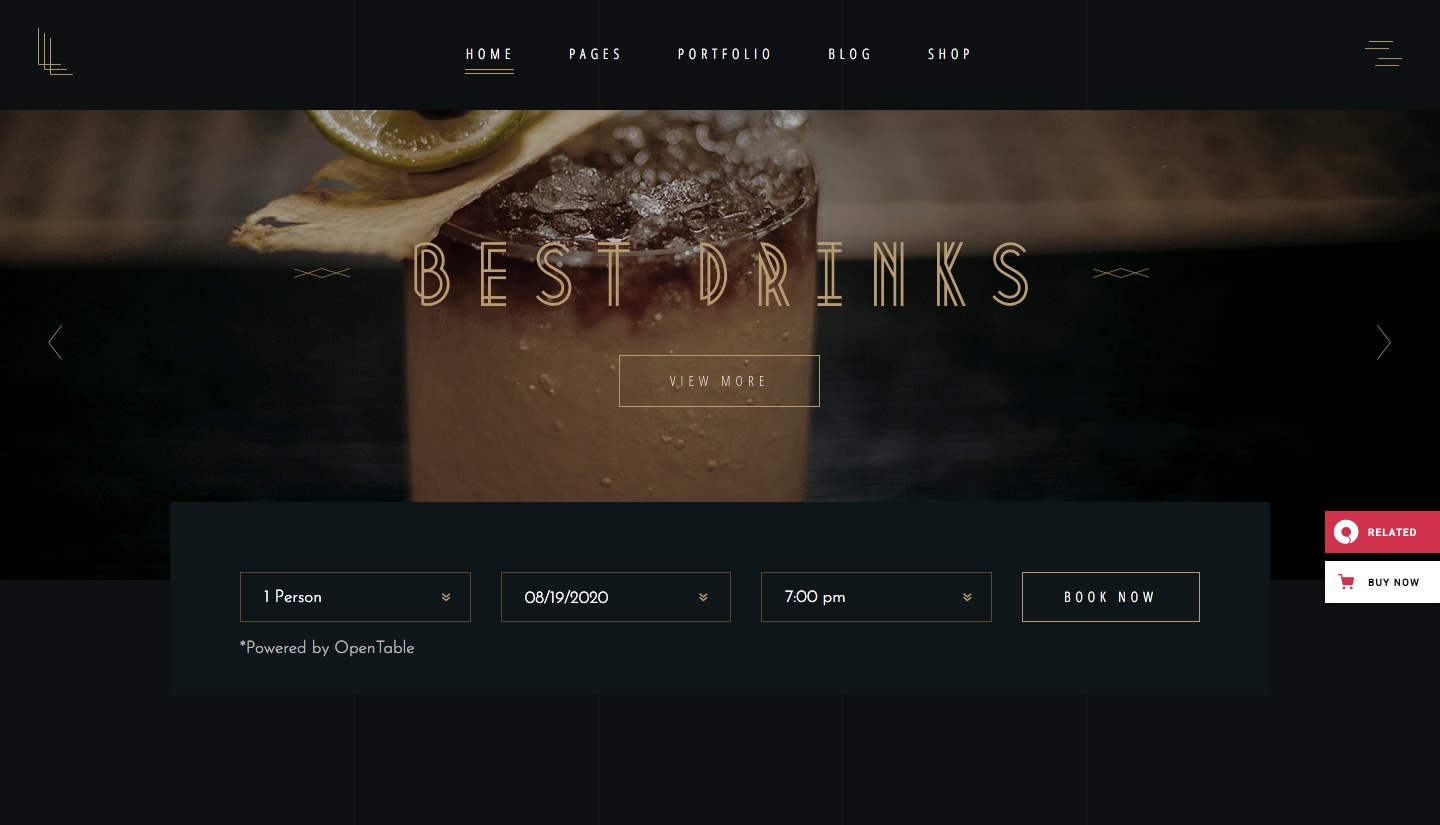 HOME PAGES PORTFOLIO BLOG SHOP
BEST DRINKS
VIEW MORE
RELATED
BUY NOW
1 Person 08/19/2020 7:00 pm BOOK NOW
*Powered by OpenTable